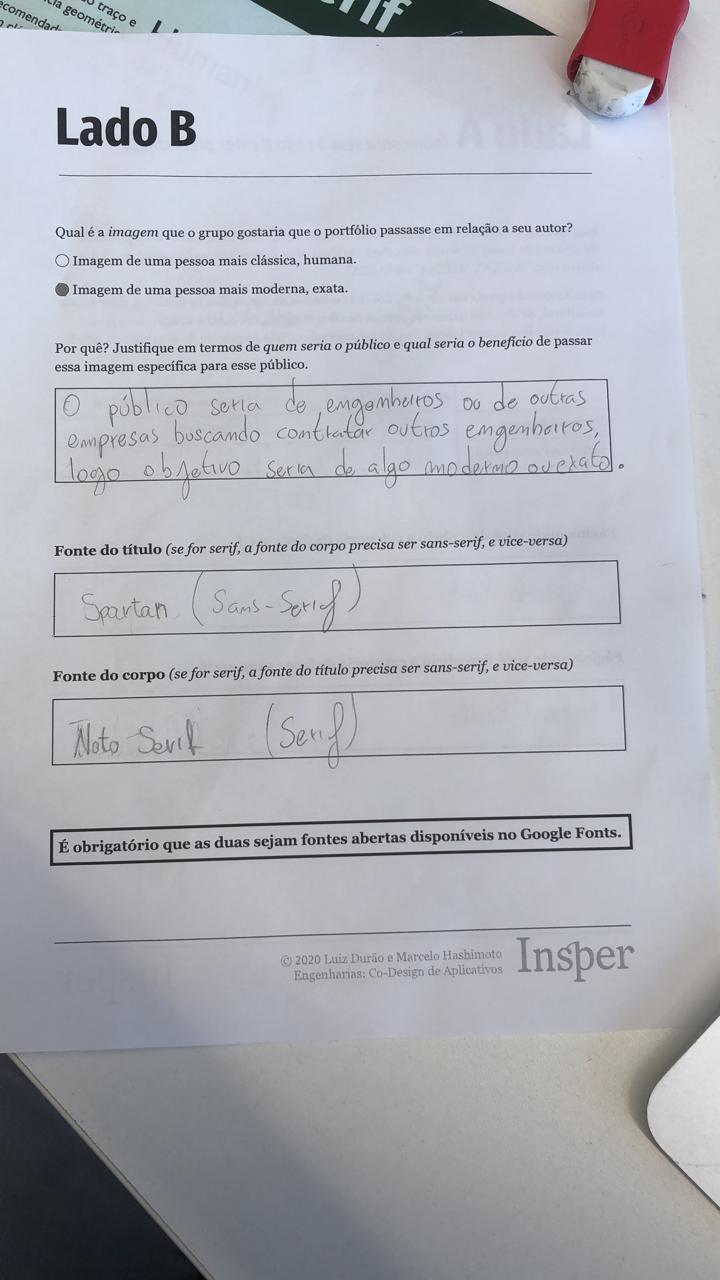 o traço e
cia geométri
comendad
rif
Lado B
Qual é a imagem que o grupo gostaria que o portfólio passasse em relação a seu autor?
Imagem de uma pessoa mais clássica, humana.
Imagem de uma pessoa mais moderna, exata.
Por quê? Justifique em termos de quem seria o público e qual seria o benefício de passar
essa imagem específica para esse público.
O público seria de engenheiros ou de outras
empresas buscando contratar outros engenheiros,
logo objetivo seria de algo moderno ou exato.
Fonte do título (se for serif, a fonte do corpo precisa ser sans-serif, e vice-versa)
Spartan (Sans-Serif)
Fonte do corpo (se for serif, a fonte do título precisa ser sans-serif, e vice-versa)
Noto Serif (Serif)
É obrigatório que as duas sejam fontes abertas disponíveis no Google Fonts.
© 2020 Luiz Durão e Marcelo Hashimoto
Engenharias: Co-Design de Aplicativos
Insper